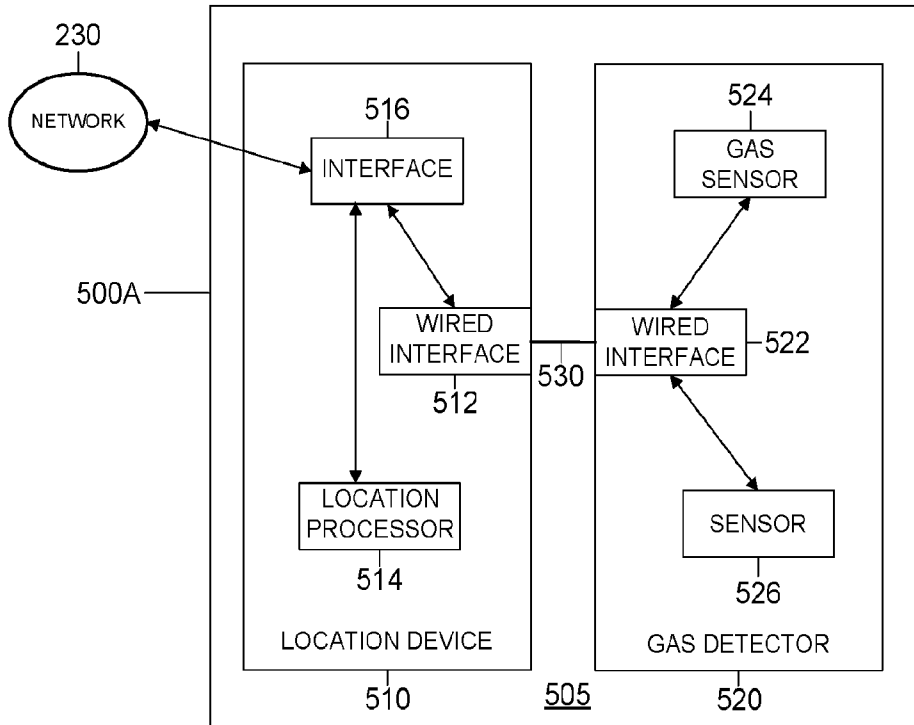 230
NETWORK
500A
516
INTERFACE
WIRED
INTERFACE
512
LOCATION
PROCESSOR
514
LOCATION DEVICE
510
530
524
GAS
SENSOR
WIRED
INTERFACE
522
SENSOR
526
GAS DETECTOR
520
505